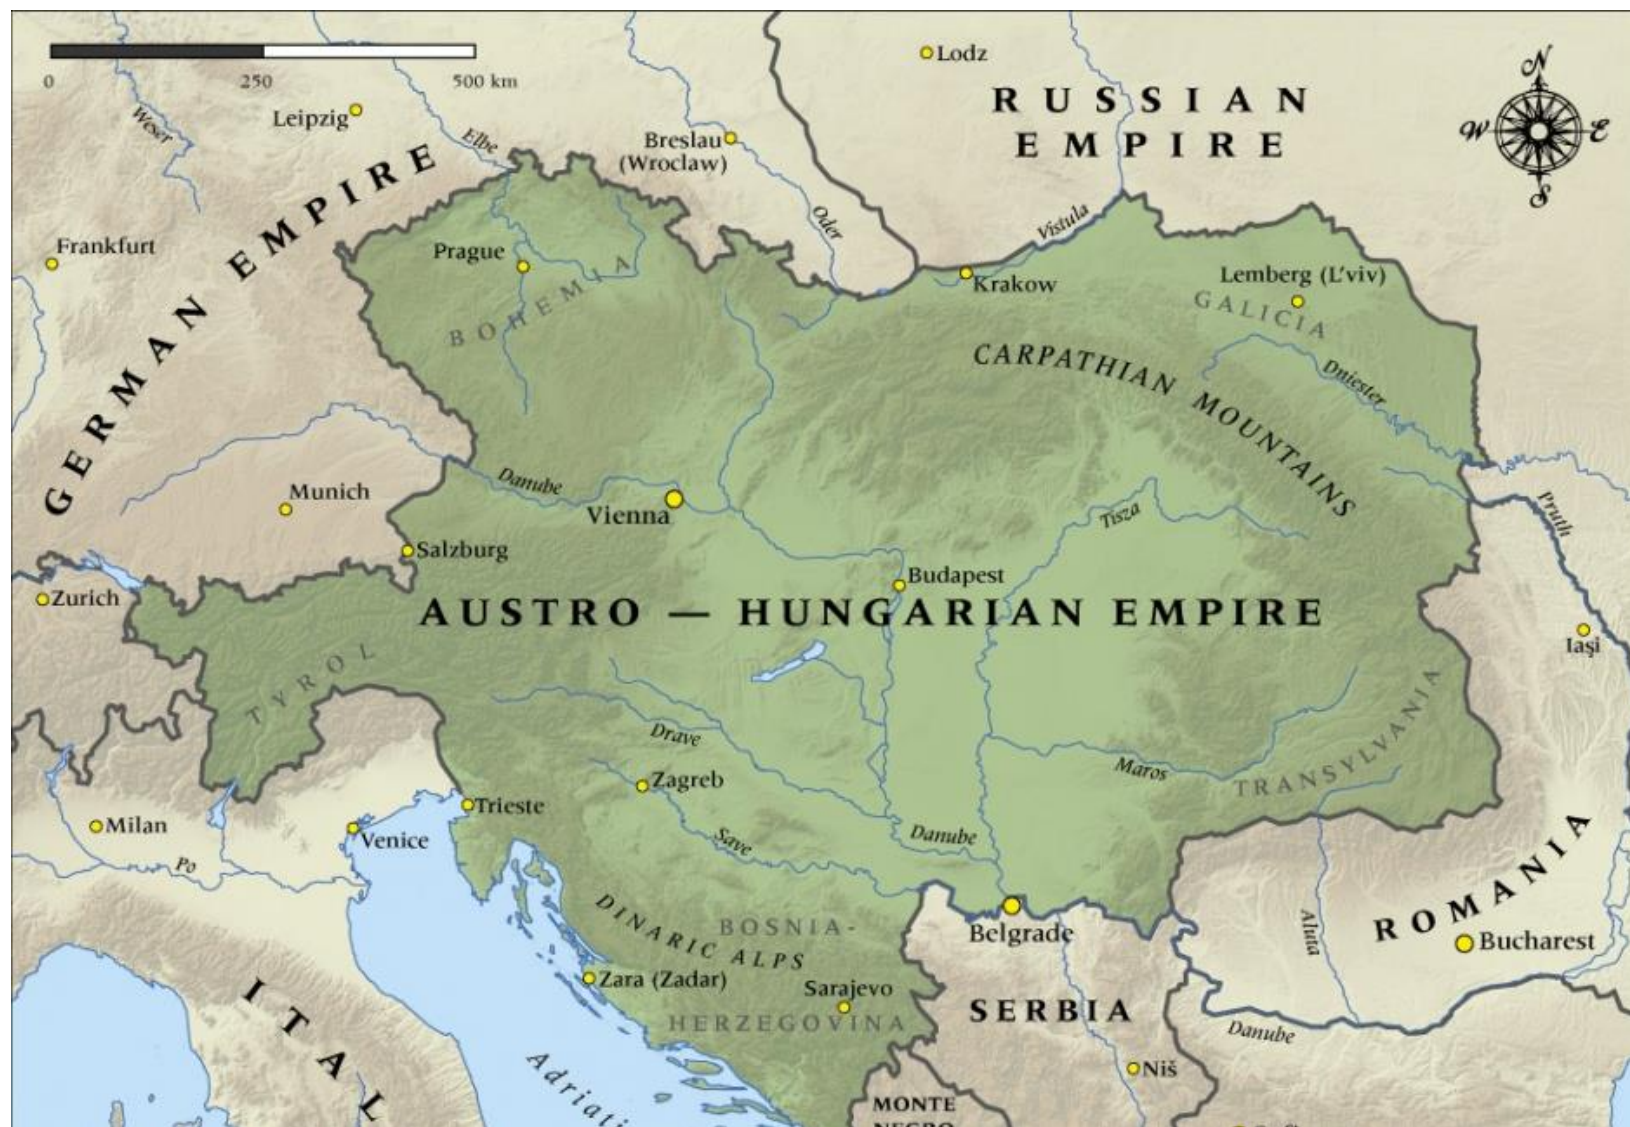 0 250 500 km
Lodz
RUSSIAN
EMPIRE
N
W E
S
Weser
Leipzig
Elbe
Breslau
(Wroclaw)
Oder
Vistula
GERMAN EMPIRE
Frankfurt
Prague
BOHEMIA
Krakow
Lemberg (L'viv)
GALICIA
CARPATHIAN MOUNTAINS
Dniester
Munich
Danube
Vienna
Tisza
Pruth
Salzburg
Budapest
Zurich
AUSTRO — HUNGARIAN EMPIRE
Iaşi
TYROL
Drave
Maros
TRANSYLVANIA
Zagreb
Trieste
Milan
Venice
Po
Save
Danube
DINARIC ALPS
BOSNIA-
HERZEGOVINA
Belgrade
Aluta
ROMANIA
Bucharest
Zara (Zadar)
Sarajevo
SERBIA
ITAL
Danube
Adriati
Niš
MONTE
NEGRO